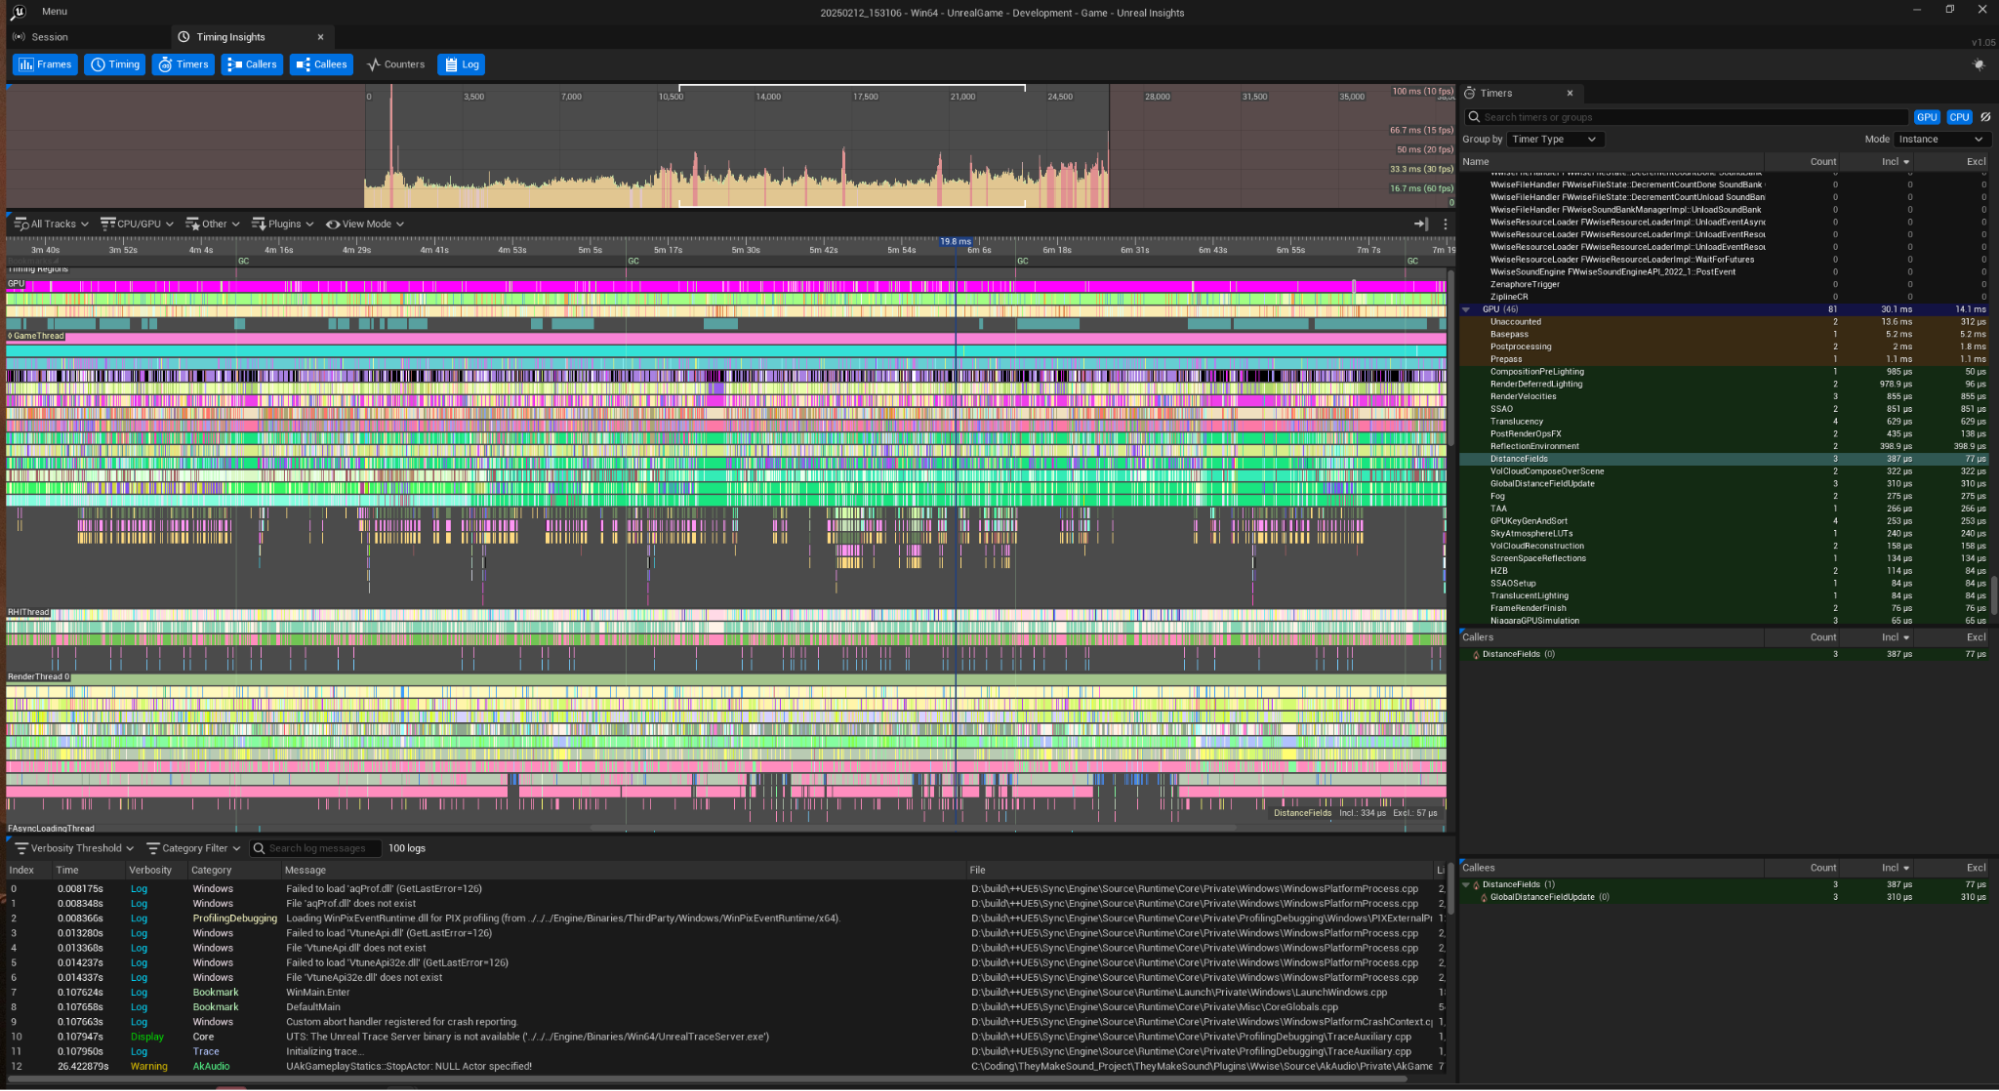 Menu
20250212_153106 - Win64 - UnrealGame - Development - Game - Unreal Insights
Session
Timing Insights
v1.05
Frames Timing Timers Callers Callees Counters Log
0 3,500 7,000 10,500 14,000 17,500 21,000 24,500 28,000 31,500 35,000
100 ms (10 fps)
66.7 ms (15 fps)
50 ms (20 fps)
33.3 ms (30 fps)
16.7 ms (60 fps)
0
All Tracks CPU/GPU Other Plugins View Mode
19.8 ms
3m 40s 3m 52s 4m 4s 4m 16s 4m 29s 4m 41s 4m 53s 5m 5s 5m 17s 5m 30s 5m 42s 5m 54s 6m 6s 6m 18s 6m 31s 6m 43s 6m 55s 7m 7s 7m 19
GC GC GC GC
Timing Regions
GPU
GameThread
RHIThread
RenderThread 0
DistanceFields Incl.: 334 µs Excl.: 57 µs
FAsyncLoadingThread
Timers
Search timers or groups
GPU CPU
Group by Timer Type Mode Instance
Name Count Incl Excl
WwiseFileHandler FWwiseFileState::DecrementCountDone SoundBank 0 0 0
WwiseFileHandler FWwiseFileState::DecrementCountDone SoundBank 0 0 0
WwiseFileHandler FWwiseFileState::DecrementCountUnload SoundBan 0 0 0
WwiseFileHandler FWwiseSoundBankManagerImpl::UnloadSoundBank 0 0 0
WwiseResourceLoader FWwiseResourceLoaderImpl::UnloadEventAsync 0 0 0
WwiseResourceLoader FWwiseResourceLoaderImpl::UnloadEventResou 0 0 0
WwiseResourceLoader FWwiseResourceLoaderImpl::UnloadEventResou 0 0 0
WwiseResourceLoader FWwiseResourceLoaderImpl::WaitForFutures 0 0 0
WwiseSoundEngine FWwiseSoundEngineAPI_2022_1::PostEvent 0 0 0
ZenaphoreTrigger 0 0 0
ZiplineCR 0 0 0
GPU (46) 81 30.1 ms 14.1 ms
Unaccounted 2 13.6 ms 312 µs
Basepass 1 5.2 ms 5.2 ms
Postprocessing 2 2 ms 1.8 ms
Prepass 1 1.1 ms 1.1 ms
CompositionPreLighting 1 985 µs 50 µs
RenderDeferredLighting 2 978.9 µs 96 µs
RenderVelocities 3 855 µs 855 µs
SSAO 2 851 µs 851 µs
Translucency 4 629 µs 629 µs
PostRenderOpsFX 2 435 µs 138 µs
ReflectionEnvironment 2 398.9 µs 398.9 µs
DistanceFields 3 387 µs 77 µs
VolCloudComposeOverScene 2 322 µs 322 µs
GlobalDistanceFieldUpdate 3 310 µs 310 µs
Fog 2 275 µs 275 µs
TAA 1 266 µs 266 µs
GPUKeyGenAndSort 4 253 µs 253 µs
SkyAtmosphereLUTs 1 240 µs 240 µs
VolCloudReconstruction 2 158 µs 158 µs
ScreenSpaceReflections 1 134 µs 134 µs
HZB 2 114 µs 84 µs
SSAOSetup 1 84 µs 84 µs
TranslucentLighting 1 84 µs 84 µs
FrameRenderFinish 2 76 µs 76 µs
NiagaraGPUSimulation 3 65 µs 65 µs
Callers Count Incl Excl
DistanceFields (0) 3 387 µs 77 µs
Callees Count Incl Excl
DistanceFields (1) 3 387 µs 77 µs
GlobalDistanceFieldUpdate (0) 3 310 µs 310 µs
Verbosity Threshold Category Filter Search log messages 100 logs
Index Time Verbosity Category Message File Li
0 0.008175s Log Windows Failed to load 'aqProf.dll' (GetLastError=126) D:\build\++UE5\Sync\Engine\Source\Runtime\Core\Private\Windows\WindowsPlatformProcess.cpp 2,
1 0.008348s Log Windows File 'aqProf.dll' does not exist D:\build\++UE5\Sync\Engine\Source\Runtime\Core\Private\Windows\WindowsPlatformProcess.cpp 2,
2 0.008366s Log ProfilingDebugging Loading WinPixEventRuntime.dll for PIX profiling (from ../../../Engine/Binaries/ThirdParty/Windows/WinPixEventRuntime/x64). D:\build\++UE5\Sync\Engine\Source\Runtime\Core\Private\ProfilingDebugging\Windows\PIXExternalPr
3 0.013280s Log Windows Failed to load 'VtuneApi.dll' (GetLastError=126) D:\build\++UE5\Sync\Engine\Source\Runtime\Core\Private\Windows\WindowsPlatformProcess.cpp 2,
4 0.013368s Log Windows File 'VtuneApi.dll' does not exist D:\build\++UE5\Sync\Engine\Source\Runtime\Core\Private\Windows\WindowsPlatformProcess.cpp 2,
5 0.014237s Log Windows Failed to load 'VtuneApi32e.dll' (GetLastError=126) D:\build\++UE5\Sync\Engine\Source\Runtime\Core\Private\Windows\WindowsPlatformProcess.cpp 2,
6 0.014337s Log Windows File 'VtuneApi32e.dll' does not exist D:\build\++UE5\Sync\Engine\Source\Runtime\Core\Private\Windows\WindowsPlatformProcess.cpp 2,
7 0.107624s Log Bookmark WinMain.Enter D:\build\++UE5\Sync\Engine\Source\Runtime\Launch\Private\Windows\LaunchWindows.cpp
8 0.107658s Log Bookmark DefaultMain D:\build\++UE5\Sync\Engine\Source\Runtime\Core\Private\Misc\CoreGlobals.cpp
9 0.107663s Log Windows Custom abort handler registered for crash reporting. D:\build\++UE5\Sync\Engine\Source\Runtime\Core\Private\Windows\WindowsPlatformCrashContext.c
10 0.107947s Display Core UTS: The Unreal Trace Server binary is not available ('../../../Engine/Binaries/Win64/UnrealTraceServer.exe') D:\build\++UE5\Sync\Engine\Source\Runtime\Core\Private\ProfilingDebugging\TraceAuxiliary.cpp 1,
11 0.107950s Log Trace Initializing trace... D:\build\++UE5\Sync\Engine\Source\Runtime\Core\Private\ProfilingDebugging\TraceAuxiliary.cpp 1,
12 26.422879s Warning AkAudio UAkGameplayStatics::StopActor: NULL Actor specified! C:\Coding\TheyMakeSound_Project\TheyMakeSound\Plugins\Wwise\Source\AkAudio\Private\AkGame 7